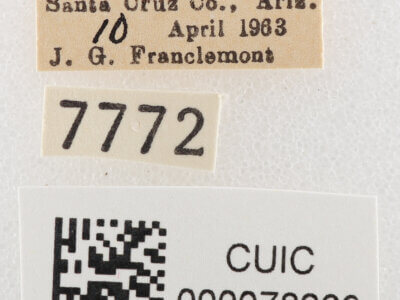 Santa Cruz Co., Ariz.
10 April 1963
J. G. Franclemont
7772
CUIC